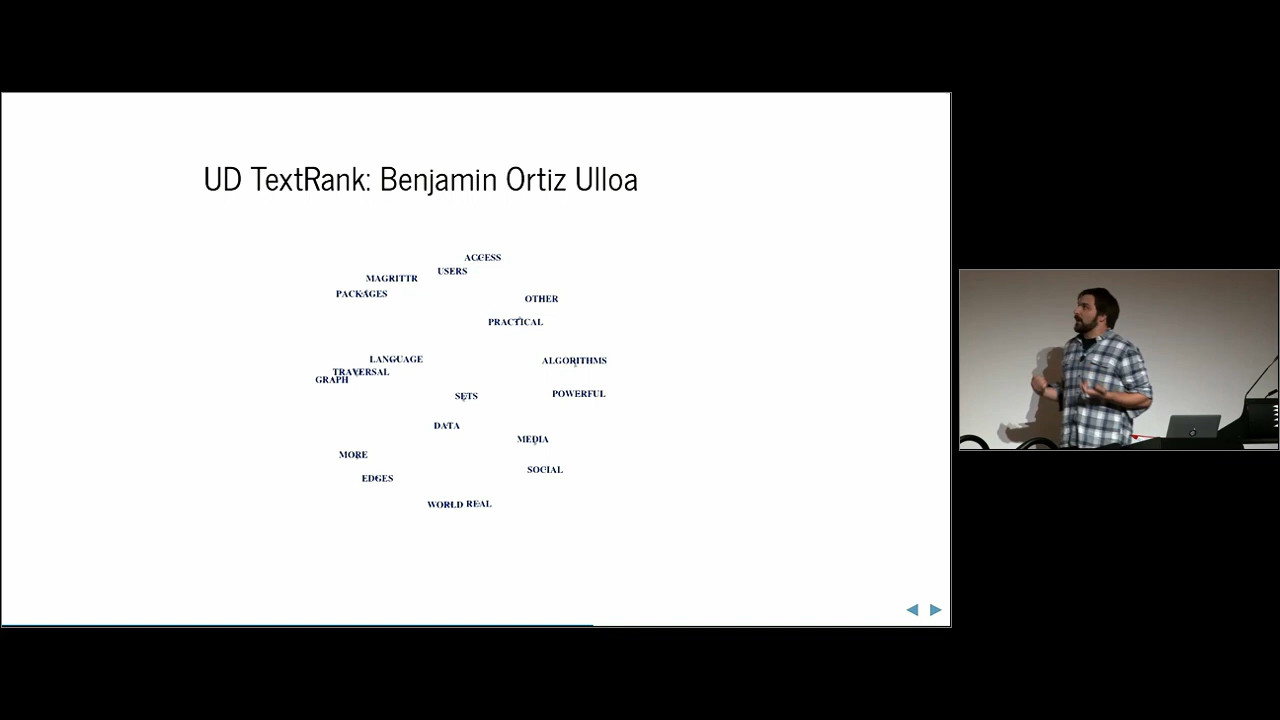 UD TextRank: Benjamin Ortiz Ulloa
ACCESS
USERS
MAGRITTR
PACKAGES
OTHER
PRACTICAL
LANGUAGE
ALGORITHMS
TRAVERSAL
GRAPH
POWERFUL
SETS
DATA
MEDIA
MORE
SOCIAL
EDGES
WORLD REAL